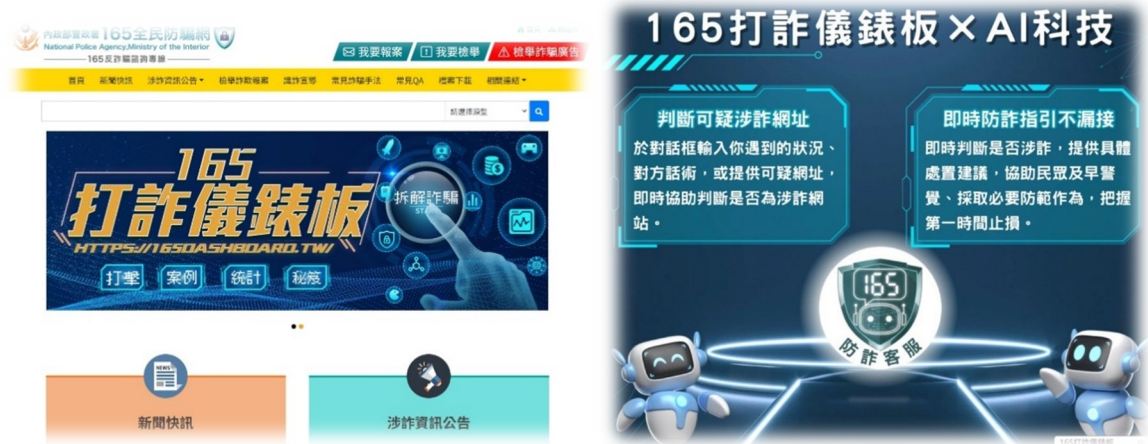 內政部警政署165全民防騙網
National Police Agency,Ministry of the Interior
165反詐騙諮詢專線
我要報案
我要檢舉
檢舉詐騙廣告
首頁
新聞快訊
涉詐資訊公告
檢舉詐欺報案
識詐宣導
常見詐騙手法
常見QA
檔案下載
相關連結
請選擇類型
165
打詐儀錶板
HTTPS://165DASHBOARD.TW/
打擊
案例
統計
秘笈
拆解詐騙
新聞快訊
NEWS
涉詐資訊公告
165打詐儀錶板×AI科技
判斷可疑涉詐網址
於對話框輸入你遇到的狀況、
對方話術,或提供可疑網址,
即時協助判斷是否為涉詐網
站。
即時防詐指引不漏接
即時判斷是否涉詐,提供具體
處置建議,協助民眾及早警
覺、採取必要防範作為,把握
第一時間止損。
165
防詐客服